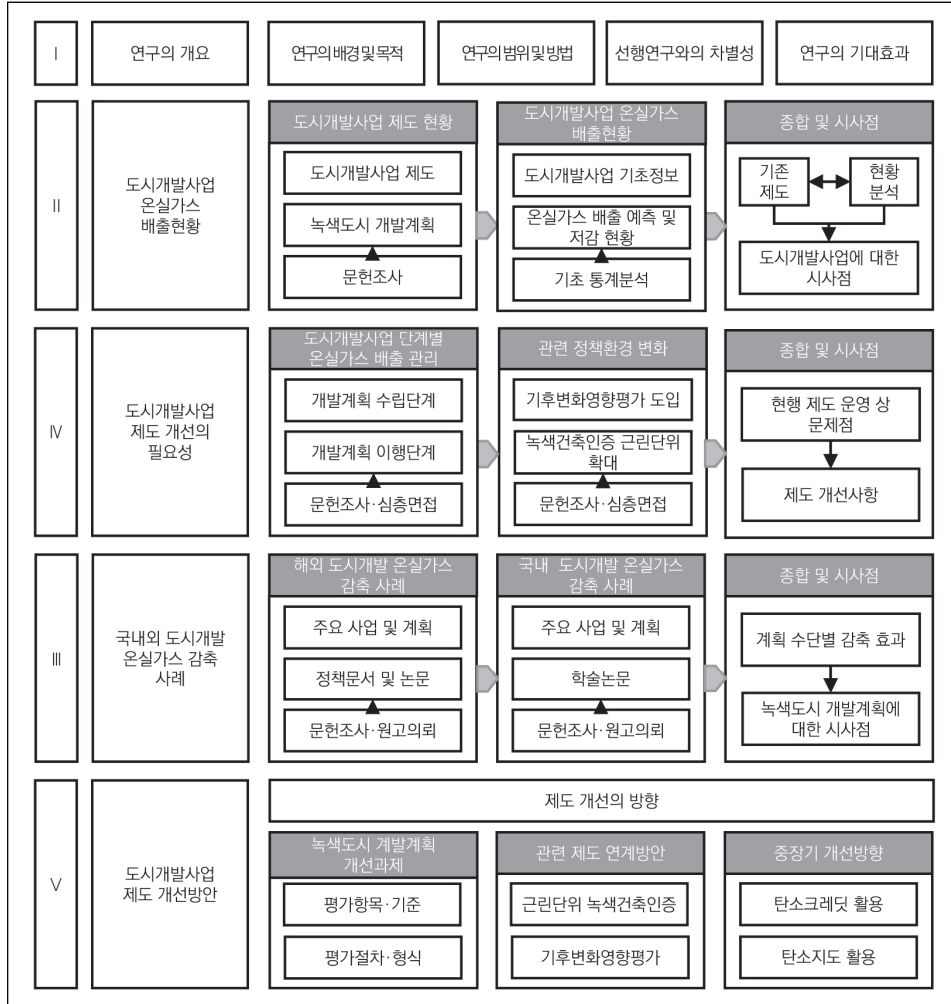 Ⅰ
연구의 개요
연구의 배경 및 목적
연구의 범위 및 방법
선행연구와의 차별성
연구의 기대효과
Ⅱ
도시개발사업
온실가스
배출현황
도시개발사업 제도 현황
도시개발사업 제도
녹색도시 개발계획
문헌조사
도시개발사업 온실가스
배출현황
도시개발사업 기초정보
온실가스 배출 예측 및
저감 현황
기초 통계분석
종합 및 시사점
기존
제도
현황
분석
도시개발사업에 대한
시사점
Ⅳ
도시개발사업
제도 개선의
필요성
도시개발사업 단계별
온실가스 배출 관리
개발계획 수립단계
개발계획 이행단계
문헌조사·심층면접
관련 정책환경 변화
기후변화영향평가 도입
녹색건축인증 근린단위
확대
문헌조사·심층면접
종합 및 시사점
현행 제도 운영 상
문제점
제도 개선사항
Ⅲ
국내외 도시개발
온실가스 감축
사례
해외 도시개발 온실가스
감축 사례
주요 사업 및 계획
정책문서 및 논문
문헌조사·원고의뢰
국내 도시개발 온실가스
감축 사례
주요 사업 및 계획
학술논문
문헌조사·원고의뢰
종합 및 시사점
계획 수단별 감축 효과
녹색도시 개발계획에
대한 시사점
Ⅴ
도시개발사업
제도 개선방안
제도 개선의 방향
녹색도시 계발계획
개선과제
평가항목·기준
평가절차·형식
관련 제도 연계방안
근린단위 녹색건축인증
기후변화영향평가
중장기 개선방향
탄소크레딧 활용
탄소지도 활용